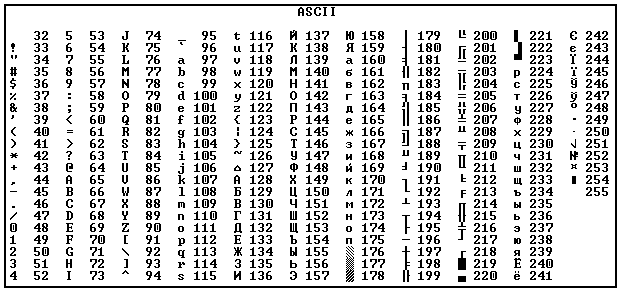 ASCII
32 5 53 J 74 _ 95 t 116 Й 137 Ю 158 │ 179 ╚ 200 ▌ 221 Є 242
! 33 6 54 K 75 ` 96 u 117 К 138 Я 159 ┤ 180 ╔ 201 ▐ 222 є 243
" 34 7 55 L 76 a 97 v 118 Л 139 а 160 ╡ 181 ╩ 202 ▀ 223 Ї 244
# 35 8 56 M 77 b 98 w 119 М 140 б 161 ╢ 182 ╦ 203 р 224 ї 245
$ 36 9 57 N 78 c 99 x 120 Н 141 в 162 ╖ 183 ╠ 204 с 225 Ў 246
% 37 : 58 O 79 d 100 y 121 О 142 г 163 ╕ 184 ═ 205 т 226 ў 247
& 38 ; 59 P 80 e 101 z 122 П 143 д 164 ╣ 185 ╬ 206 у 227 ° 248
' 39 < 60 Q 81 f 102 { 123 Р 144 е 165 ║ 186 ╧ 207 ф 228 ∙ 249
( 40 = 61 R 82 g 103 | 124 С 145 ж 166 ╗ 187 ╨ 208 х 229 · 250
) 41 > 62 S 83 h 104 } 125 Т 146 з 167 ╝ 188 ╤ 209 ц 230 √ 251
* 42 ? 63 T 84 i 105 ~ 126 У 147 и 168 ╜ 189 ╥ 210 ч 231 № 252
+ 43 @ 64 U 85 j 106 ⌂ 127 Ф 148 й 169 ╛ 190 ╙ 211 ш 232 ¤ 253
, 44 A 65 V 86 k 107 А 128 Х 149 к 170 ┐ 191 ╘ 212 щ 233 ■ 254
- 45 B 66 W 87 l 108 Б 129 Ц 150 л 171 └ 192 ╒ 213 ъ 234 255
. 46 C 67 X 88 m 109 В 130 Ч 151 м 172 ┴ 193 ╓ 214 ы 235
/ 47 D 68 Y 89 n 110 Г 131 Ш 152 н 173 ┬ 194 ╫ 215 ь 236
0 48 E 69 Z 90 o 111 Д 132 Щ 153 о 174 ├ 195 ╪ 216 э 237
1 49 F 70 [ 91 p 112 Е 133 Ъ 154 п 175 ─ 196 ┘ 217 ю 238
2 50 G 71 \ 92 q 113 Ж 134 Ы 155 ░ 176 ┼ 197 ┌ 218 я 239
3 51 H 72 ] 93 r 114 З 135 Ь 156 ▒ 177 ╞ 198 █ 219 Ё 240
4 52 I 73 ^ 94 s 115 И 136 Э 157 ▓ 178 ╟ 199 ▄ 220 ё 241